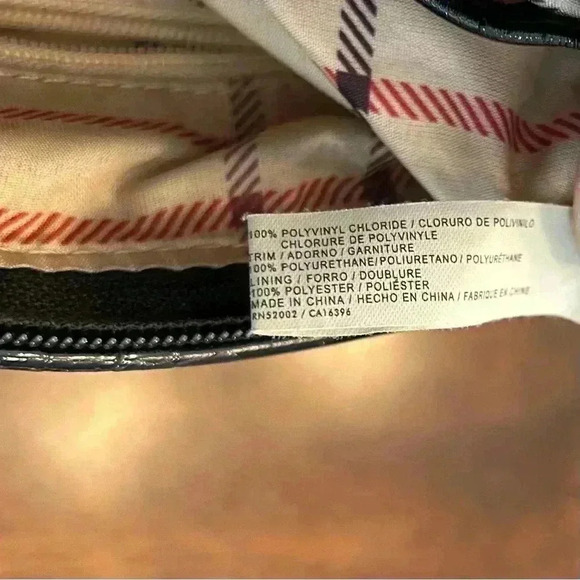 100% POLYVINYL CHLORIDE / CLORURO DE POLIVINILO
CHLORURE DE POLYVINYLE
TRIM / ADORNO / GARNITURE
100% POLYURETHANE/POLIURETANO / POLYURÉTHANE
LINING / FORRO / DOUBLURE
100% POLYESTER / POLIÉSTER
MADE IN CHINA / HECHO EN CHINA / FABRIQUE EN CHINE
RN52002 / CA16396